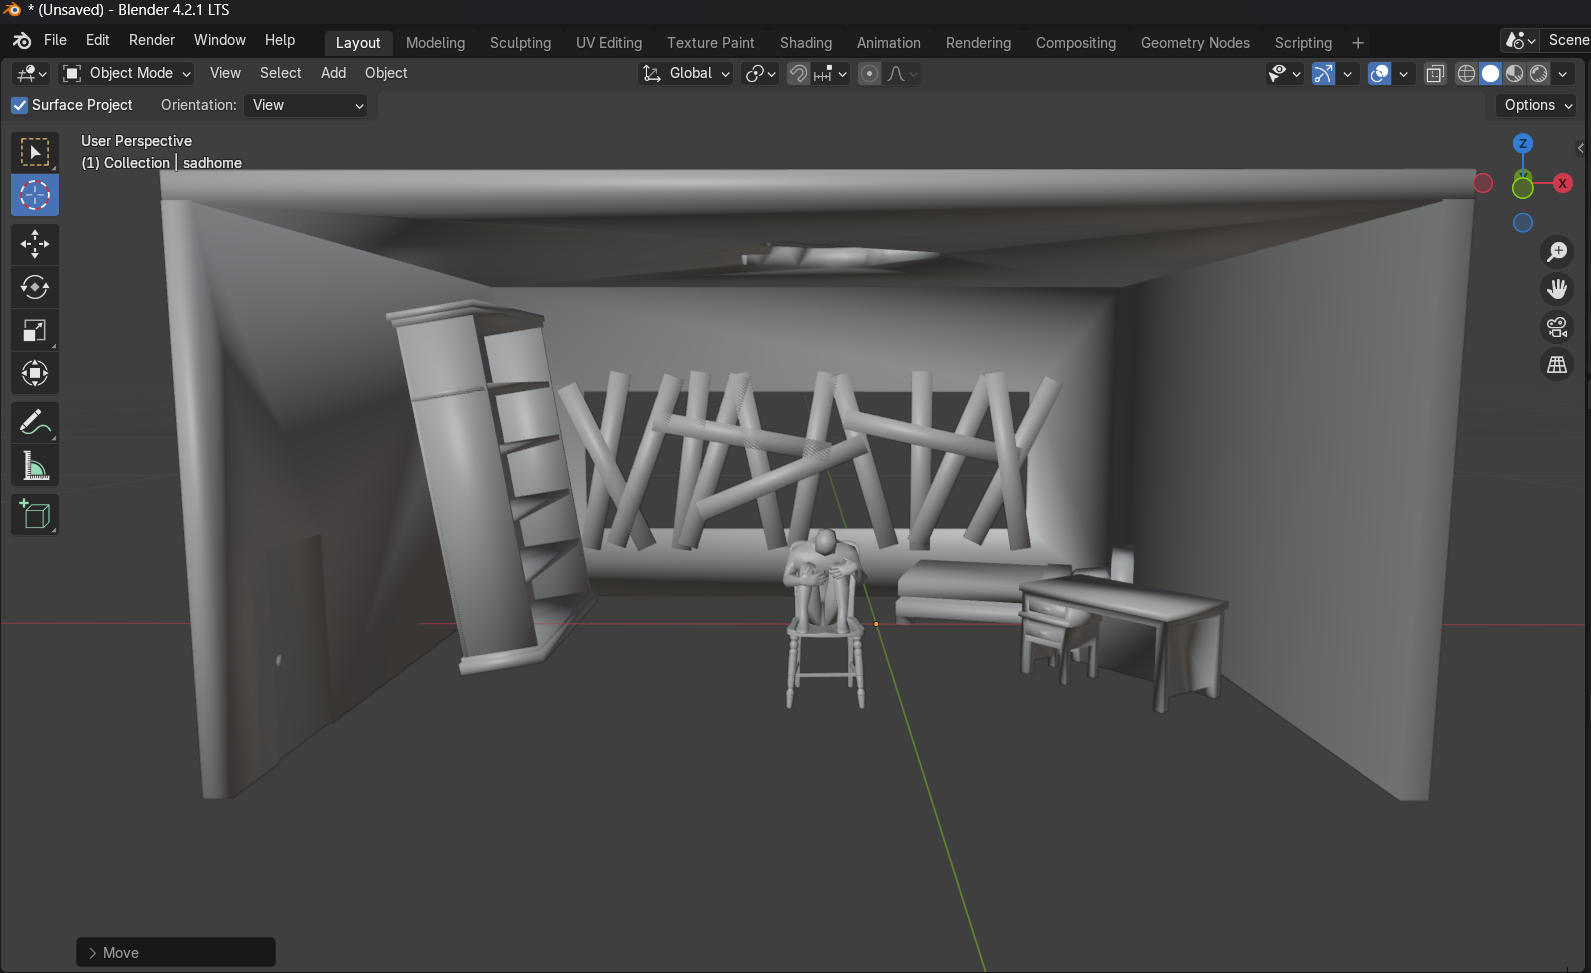 * (Unsaved) - Blender 4.2.1 LTS
File Edit Render Window Help Layout Modeling Sculpting UV Editing Texture Paint Shading Animation Rendering Compositing Geometry Nodes Scripting + Scene
Object Mode View Select Add Object Global
Surface Project Orientation: View Options
User Perspective
(1) Collection | sadhome
Z
X
Move